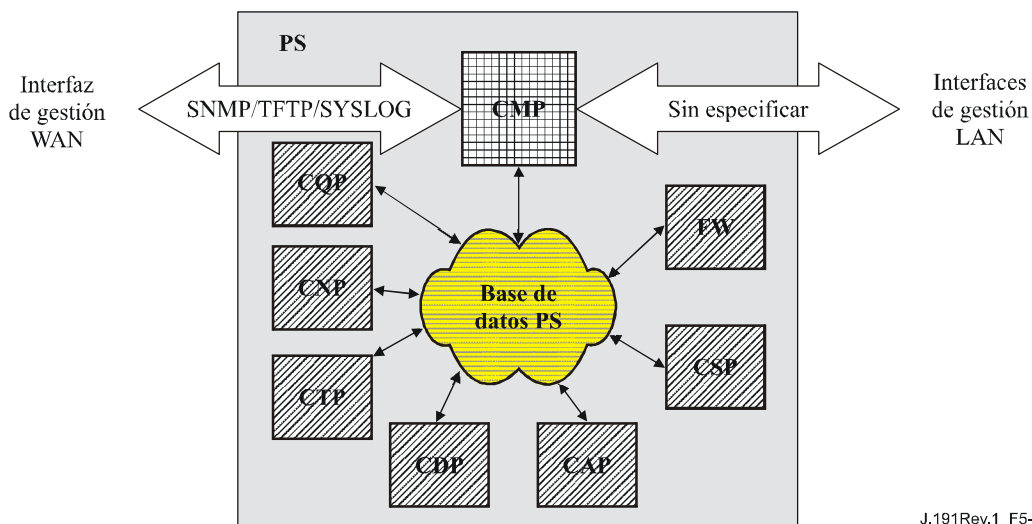 PS
Interfaz
de gestión
WAN
SNMP/TFTP/SYSLOG
CMP
Sin especificar
Interfaces
de gestión
LAN
CQP
FW
CNP
Base de
datos PS
CTP
CSP
CDP
CAP
J.191Rev.1_F5-